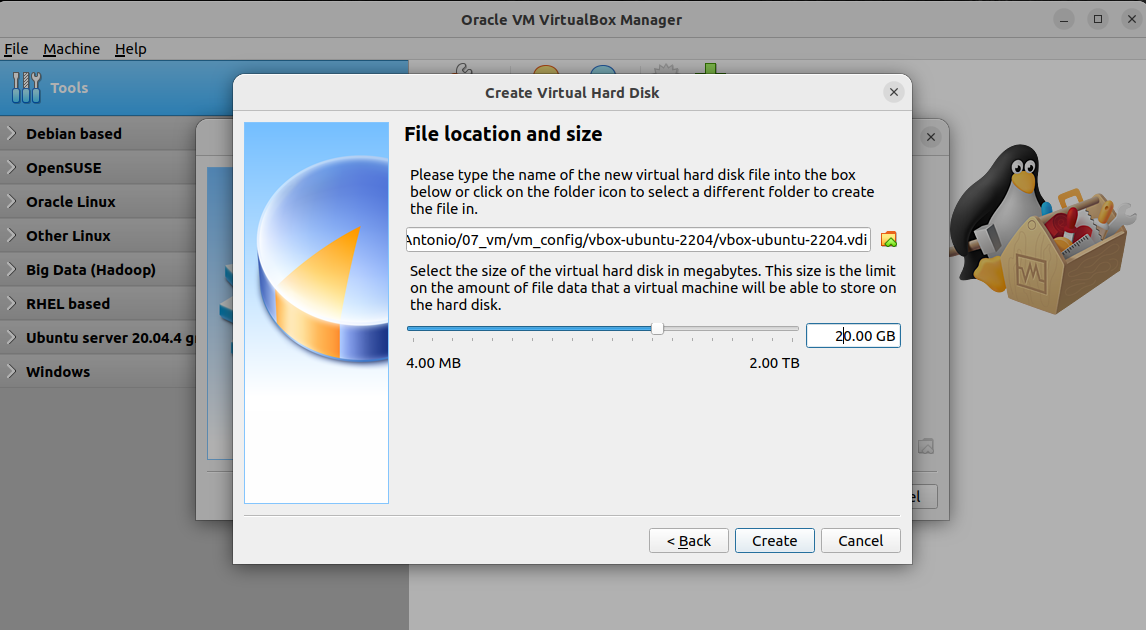 Oracle VM VirtualBox Manager
File Machine Help
Tools
Debian based
OpenSUSE
Oracle Linux
Other Linux
Big Data (Hadoop)
RHEL based
Ubuntu server 20.04.4 g
Windows
Create Virtual Hard Disk
File location and size
Please type the name of the new virtual hard disk file into the box
below or click on the folder icon to select a different folder to create
the file in.
Antonio/07_vm/vm_config/vbox-ubuntu-2204/vbox-ubuntu-2204.vdi
Select the size of the virtual hard disk in megabytes. This size is the limit
on the amount of file data that a virtual machine will be able to store on
the hard disk.
20.00 GB
4.00 MB 2.00 TB
< Back Create Cancel